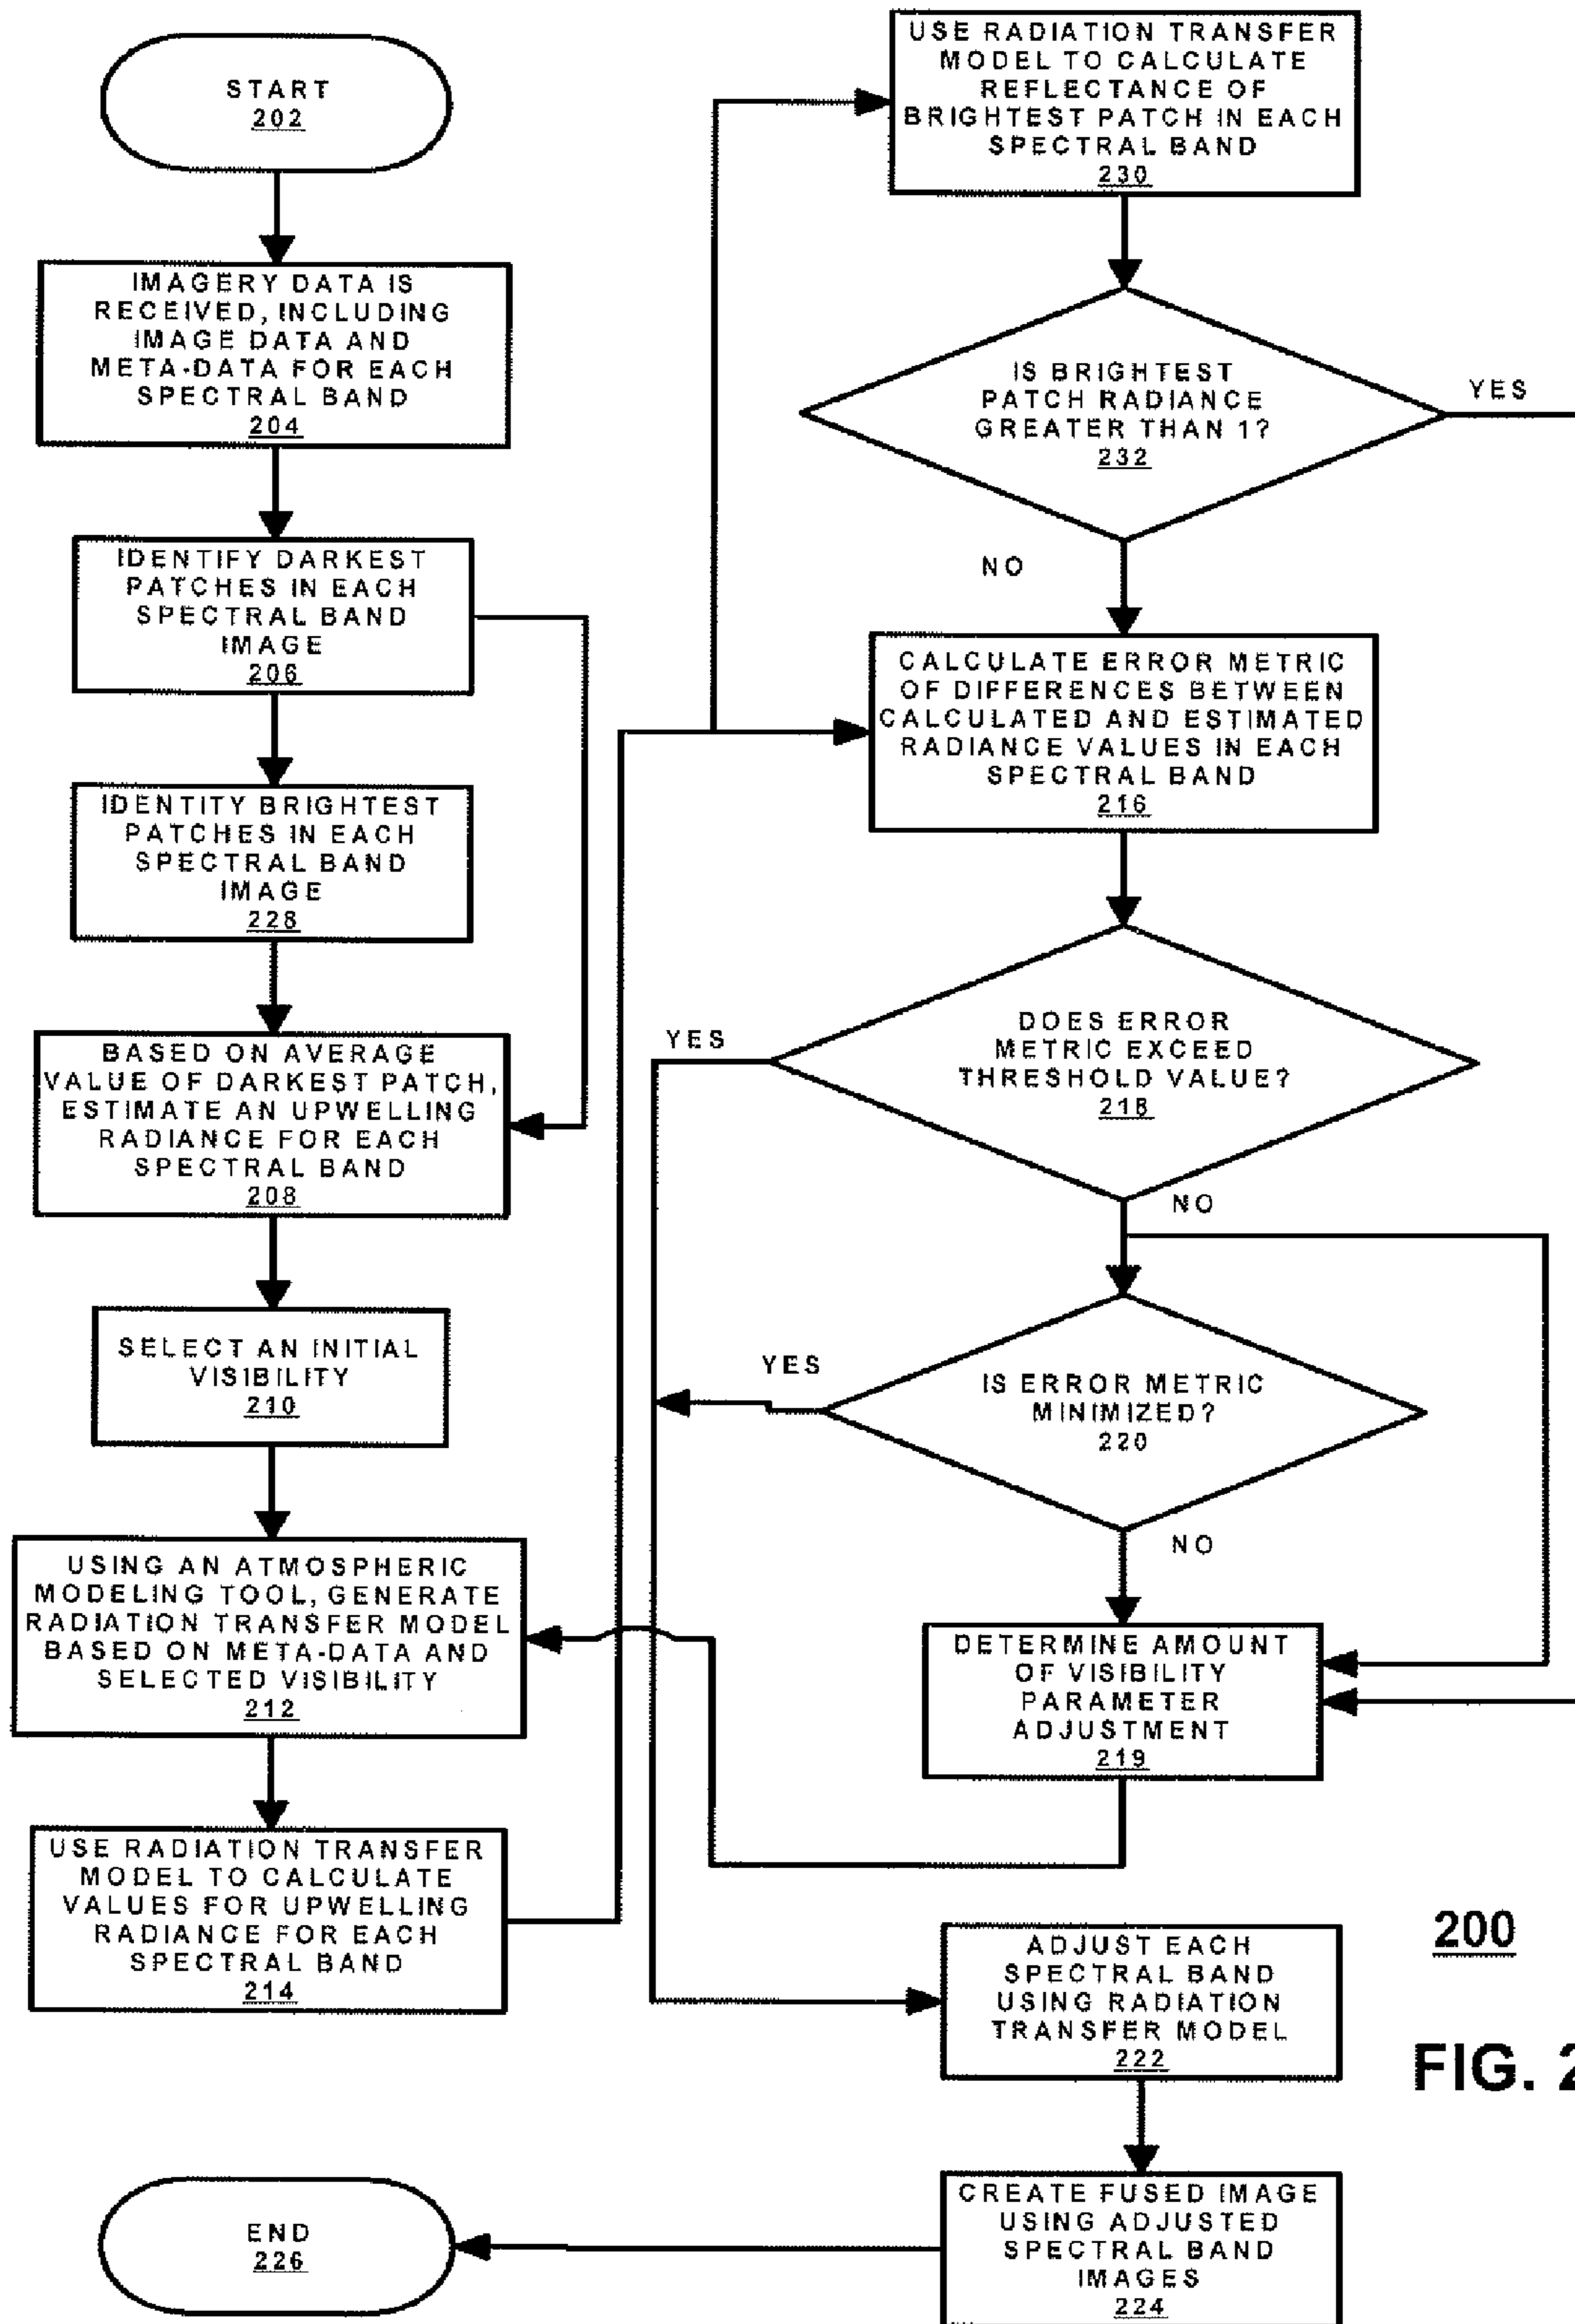 START
202
IMAGERY DATA IS
RECEIVED, INCLUDING
IMAGE DATA AND
META-DATA FOR EACH
SPECTRAL BAND
204
IDENTIFY DARKEST
PATCHES IN EACH
SPECTRAL BAND
IMAGE
206
IDENTITY BRIGHTEST
PATCHES IN EACH
SPECTRAL BAND
IMAGE
228
BASED ON AVERAGE
VALUE OF DARKEST PATCH,
ESTIMATE AN UPWELLING
RADIANCE FOR EACH
SPECTRAL BAND
208
SELECT AN INITIAL
VISIBILITY
210
USING AN ATMOSPHERIC
MODELING TOOL, GENERATE
RADIATION TRANSFER MODEL
BASED ON META-DATA AND
SELECTED VISIBILITY
212
USE RADIATION TRANSFER
MODEL TO CALCULATE
VALUES FOR UPWELLING
RADIANCE FOR EACH
SPECTRAL BAND
214
USE RADIATION TRANSFER
MODEL TO CALCULATE
REFLECTANCE OF
BRIGHTEST PATCH IN EACH
SPECTRAL BAND
230
IS BRIGHTEST
PATCH RADIANCE
GREATER THAN 1?
232
YES
NO
CALCULATE ERROR METRIC
OF DIFFERENCES BETWEEN
CALCULATED AND ESTIMATED
RADIANCE VALUES IN EACH
SPECTRAL BAND
216
DOES ERROR
METRIC EXCEED
THRESHOLD VALUE?
218
YES
NO
IS ERROR METRIC
MINIMIZED?
220
YES
NO
DETERMINE AMOUNT
OF VISIBILITY
PARAMETER
ADJUSTMENT
219
ADJUST EACH
SPECTRAL BAND
USING RADIATION
TRANSFER MODEL
222
CREATE FUSED IMAGE
USING ADJUSTED
SPECTRAL BAND
IMAGES
224
END
226
200
FIG. 2